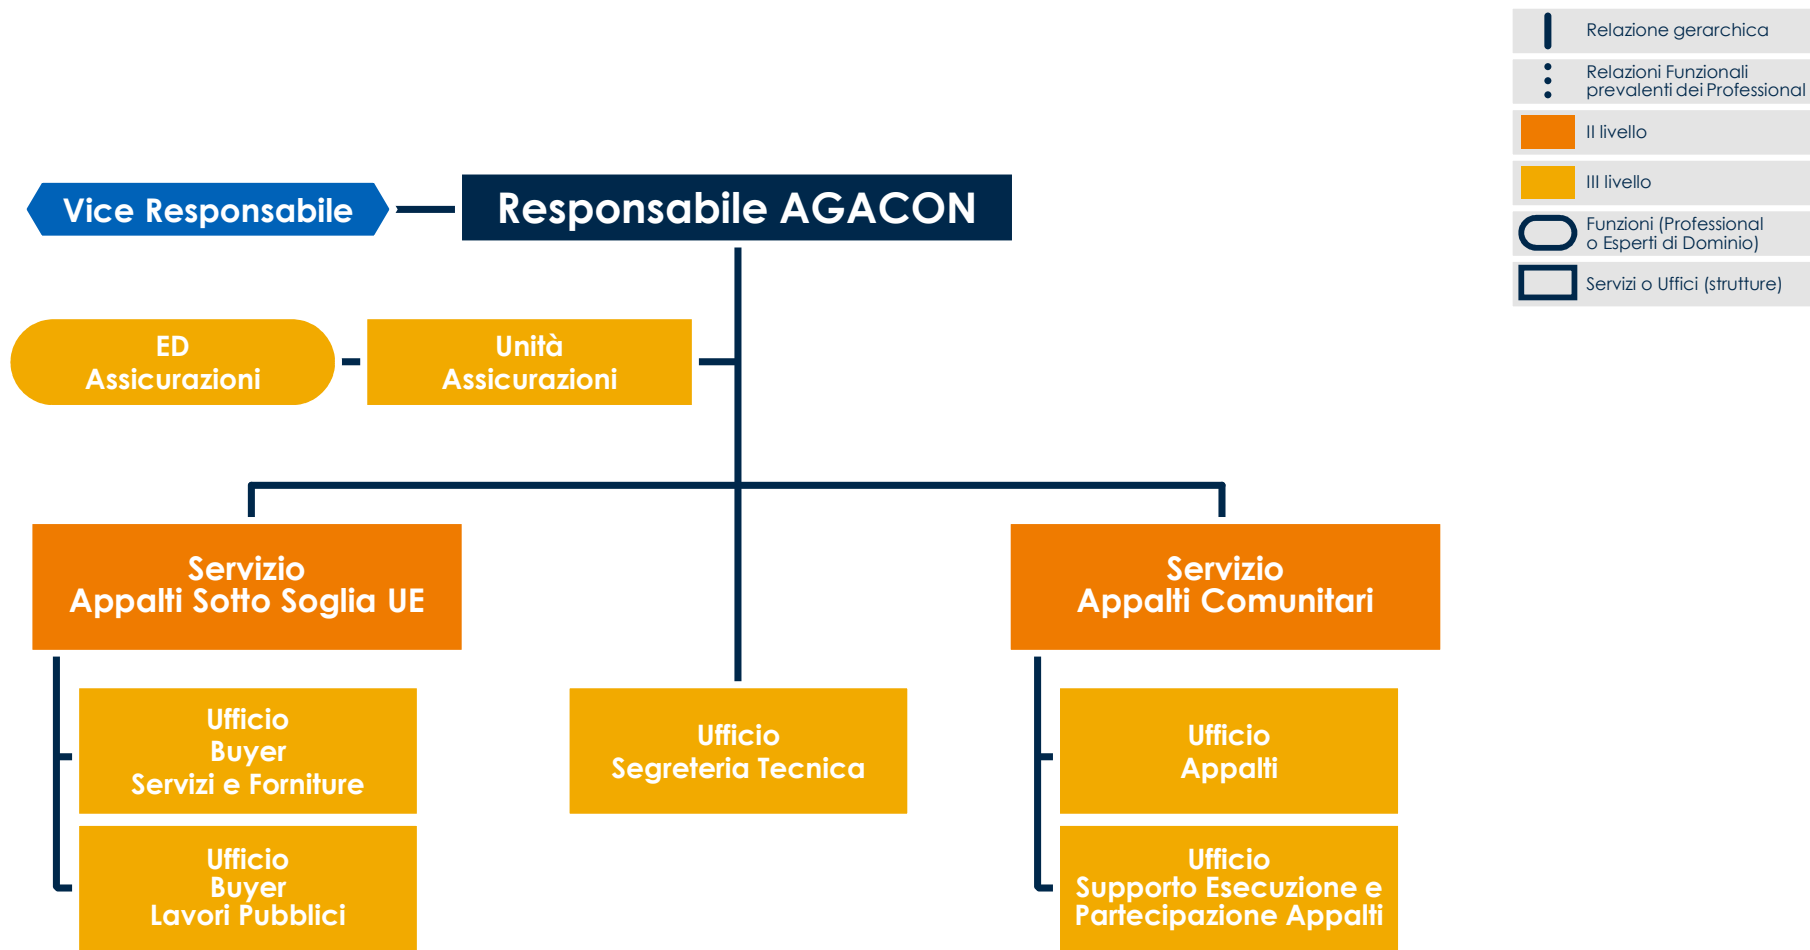 Relazione gerarchica
Relazioni Funzionali
prevalenti dei Professional
II livello
III livello
Funzioni (Professional
o Esperti di Dominio)
Servizi o Uffici (strutture)
Vice Responsabile
Responsabile AGACON
ED
Assicurazioni
Unità
Assicurazioni
Servizio
Appalti Sotto Soglia UE
Servizio
Appalti Comunitari
Ufficio
Buyer
Servizi e Forniture
Ufficio
Segreteria Tecnica
Ufficio
Appalti
Ufficio
Buyer
Lavori Pubblici
Ufficio
Supporto Esecuzione e
Partecipazione Appalti